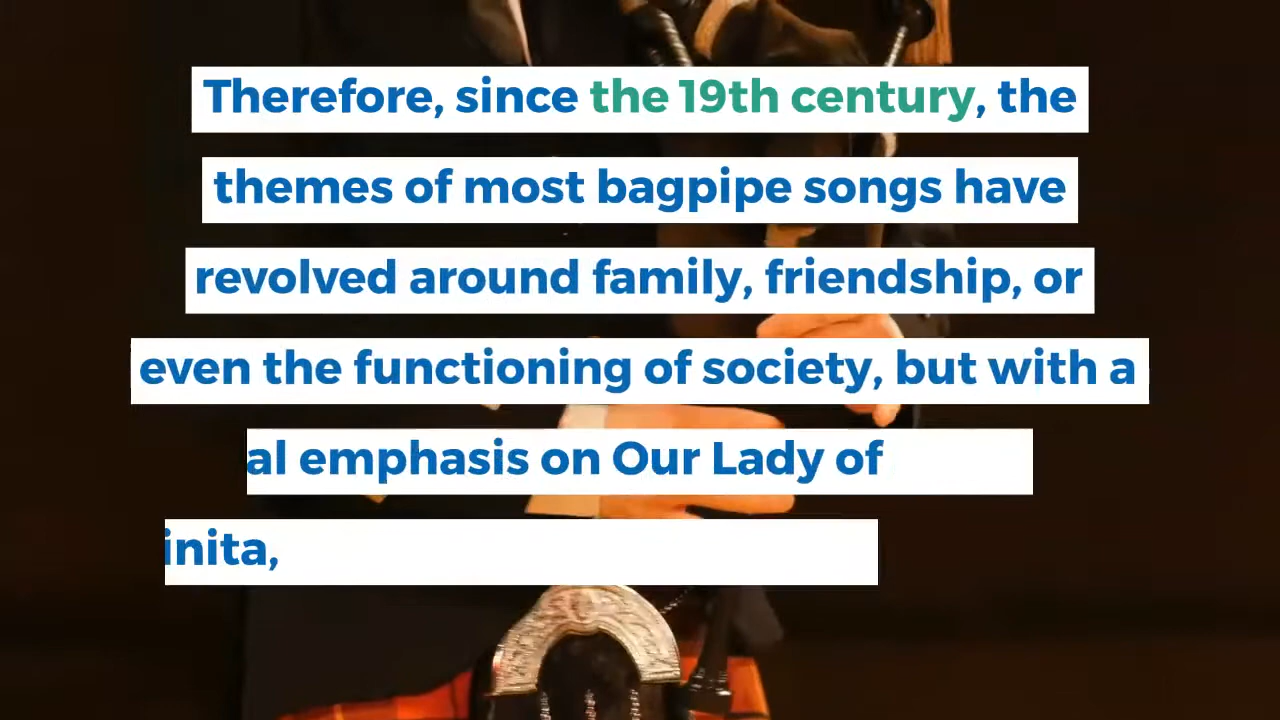 Therefore, since the 19th century, the
themes of most bagpipe songs have
revolved around family, friendship, or
even the functioning of society, but with a
al emphasis on Our Lady of
inita,